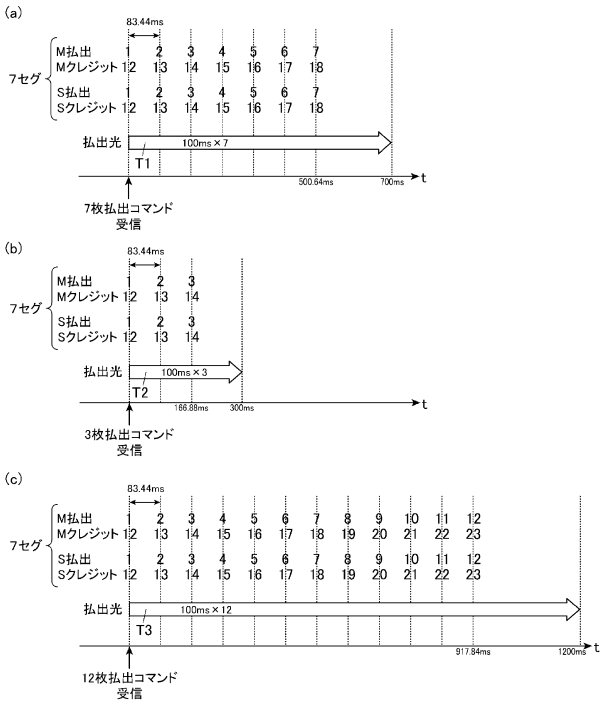 (a)
83.44ms
7セグ
M払出 1 2 3 4 5 6 7
Mクレジット 12 13 14 15 16 17 18
S払出 1 2 3 4 5 6 7
Sクレジット 12 13 14 15 16 17 18
払出光 100ms×7
T1
500.64ms 700ms t
7枚払出コマンド
受信
(b)
83.44ms
7セグ
M払出 1 2 3
Mクレジット 12 13 14
S払出 1 2 3
Sクレジット 12 13 14
払出光 100ms×3
T2
166.88ms 300ms t
3枚払出コマンド
受信
(c)
83.44ms
7セグ
M払出 1 2 3 4 5 6 7 8 9 10 11 12
Mクレジット 12 13 14 15 16 17 18 19 20 21 22 23
S払出 1 2 3 4 5 6 7 8 9 10 11 12
Sクレジット 12 13 14 15 16 17 18 19 20 21 22 23
払出光 100ms×12
T3
917.84ms 1200ms t
12枚払出コマンド
受信